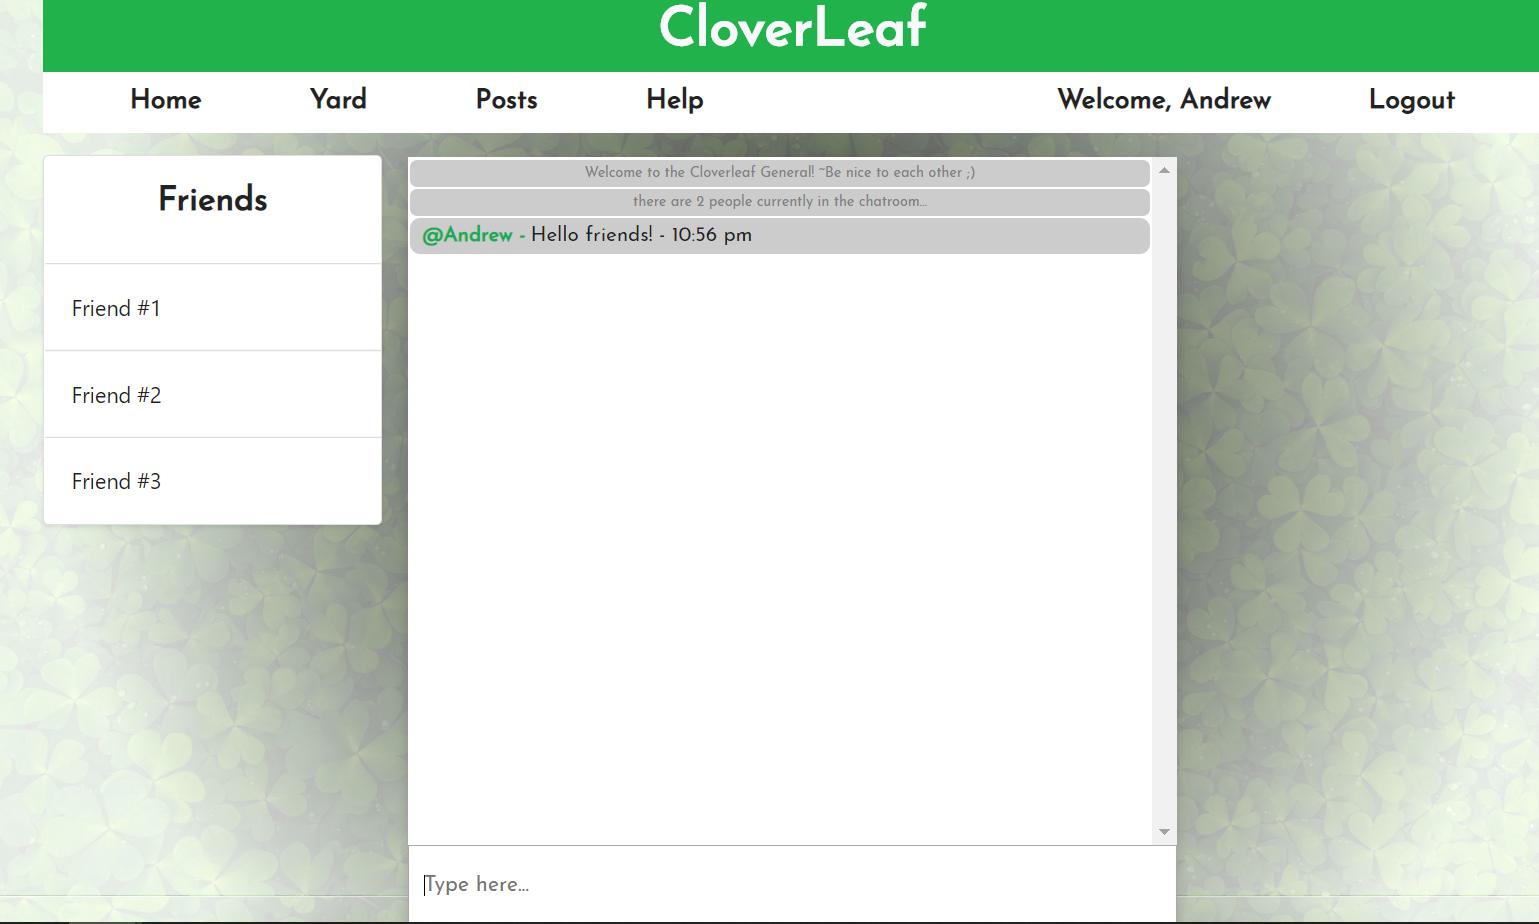 CloverLeaf
Home Yard Posts Help Welcome, Andrew Logout
Friends
Friend #1
Friend #2
Friend #3
Welcome to the Cloverleaf General! ~Be nice to each other ;)
there are 2 people currently in the chatroom...
@Andrew - Hello friends! - 10:56 pm
Type here...